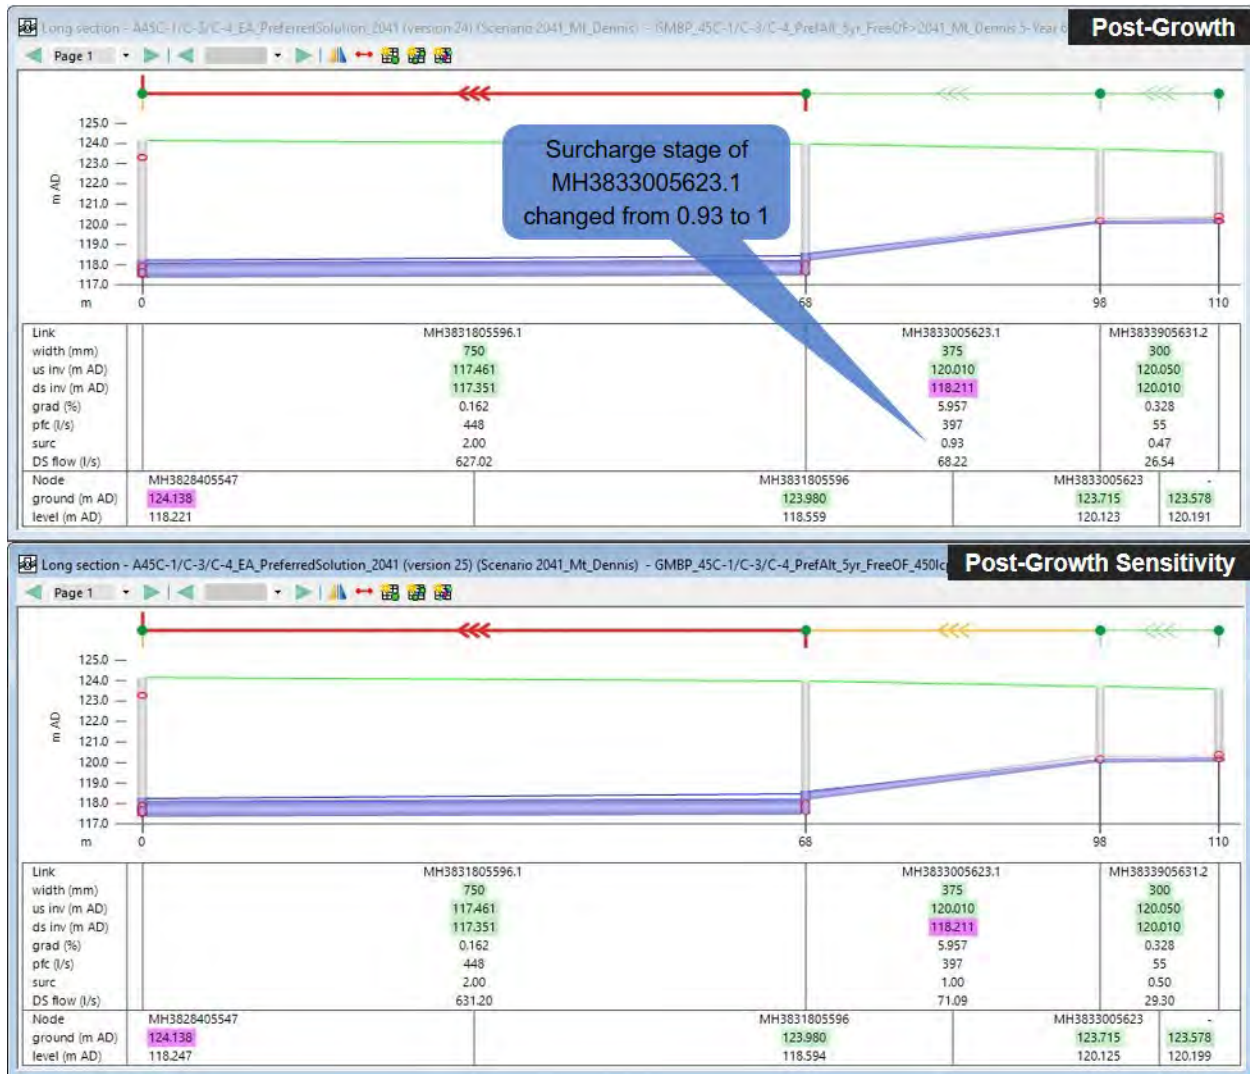 Long section - A45C-1/C-3/C-4_EA_PreferredSolution_2041 (version 24) (Scenario 2041_Mt_Dennis) - GMBP_45C-1/C-3/C-4_PrefAlt_5yr_FreeOF>2041_Mt_Dennis 5-Year
Post-Growth
Page 1
125.0
124.0
123.0
122.0
121.0
120.0
119.0
118.0
117.0
m AD
m 0 68 98 110
Surcharge stage of
MH3833005623.1
changed from 0.93 to 1
Link MH3831805596.1 MH3833005623.1 MH3833905631.2
width (mm) 750 375 300
us inv (m AD) 117.461 120.010 120.050
ds inv (m AD) 117.351 118.211 120.010
grad (%) 0.162 5.957 0.328
pfc (l/s) 448 397 55
surc 2.00 0.93 0.47
DS flow (l/s) 627.02 68.22 26.54
Node MH3828405547 MH3831805596 MH3833005623 -
ground (m AD) 124.138 123.980 123.715 123.578
level (m AD) 118.221 118.559 120.123 120.191
Long section - A45C-1/C-3/C-4_EA_PreferredSolution_2041 (version 25) (Scenario 2041_Mt_Dennis) - GMBP_45C-1/C-3/C-4_PrefAlt_5yr_FreeOF_450lcp
Post-Growth Sensitivity
Page 1
125.0
124.0
123.0
122.0
121.0
120.0
119.0
118.0
117.0
m AD
m 0 68 98 110
Link MH3831805596.1 MH3833005623.1 MH3833905631.2
width (mm) 750 375 300
us inv (m AD) 117.461 120.010 120.050
ds inv (m AD) 117.351 118.211 120.010
grad (%) 0.162 5.957 0.328
pfc (l/s) 448 397 55
surc 2.00 1.00 0.50
DS flow (l/s) 631.20 71.09 29.30
Node MH3828405547 MH3831805596 MH3833005623 -
ground (m AD) 124.138 123.980 123.715 123.578
level (m AD) 118.247 118.594 120.125 120.199